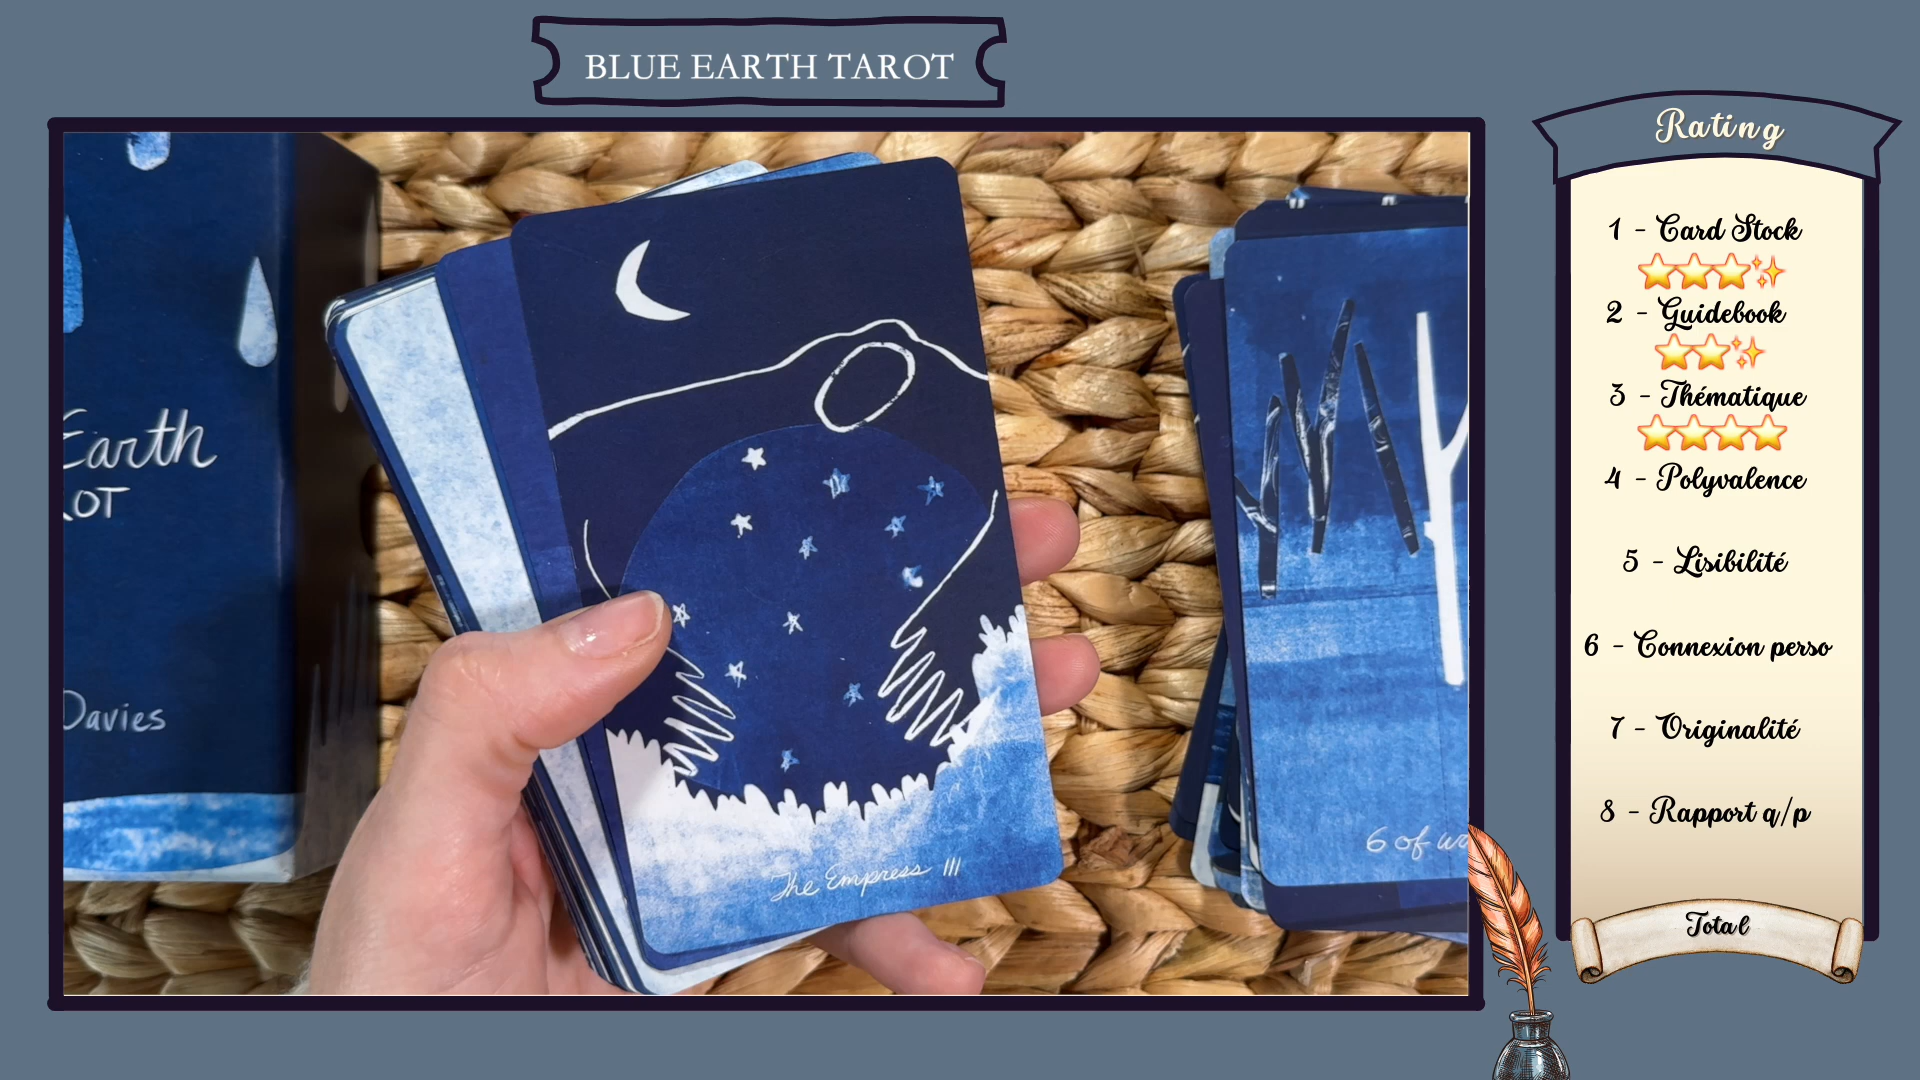 BLUE EARTH TAROT
Earth
Davies
The Empress III
6 of
Rating
1 - Card Stock
2 - Guidebook
3 - Thématique
4 - Polyvalence
5 - Lisibilité
6 - Connexion perso
7 - Originalité
8 - Rapport q/p
Total